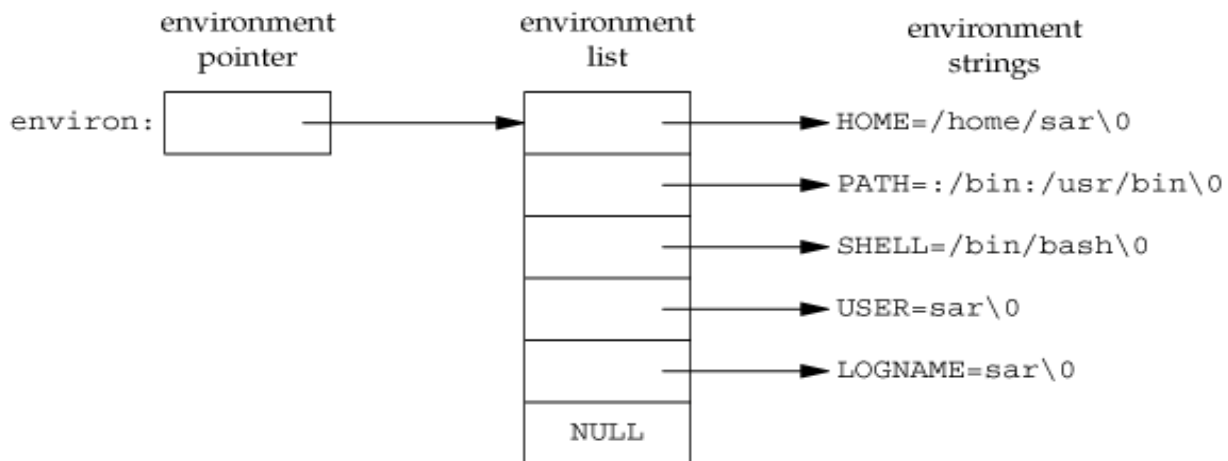 environment
pointer
environment
list
environment
strings
environ:
HOME=/home/sar\0
PATH=:/bin:/usr/bin\0
SHELL=/bin/bash\0
USER=sar\0
LOGNAME=sar\0
NULL